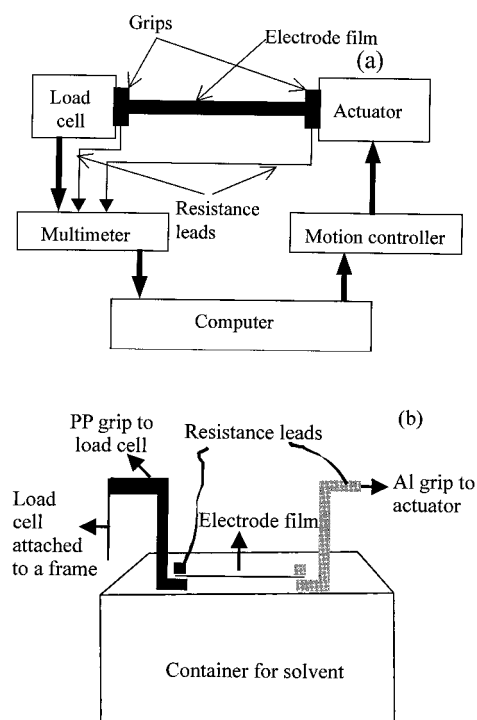 Grips
Electrode film
(a)
Load
cell
Actuator
Resistance
leads
Multimeter
Motion controller
Computer
(b)
PP grip to
load cell
Resistance leads
Al grip to
actuator
Load
cell
attached
to a frame
Electrode film
Container for solvent